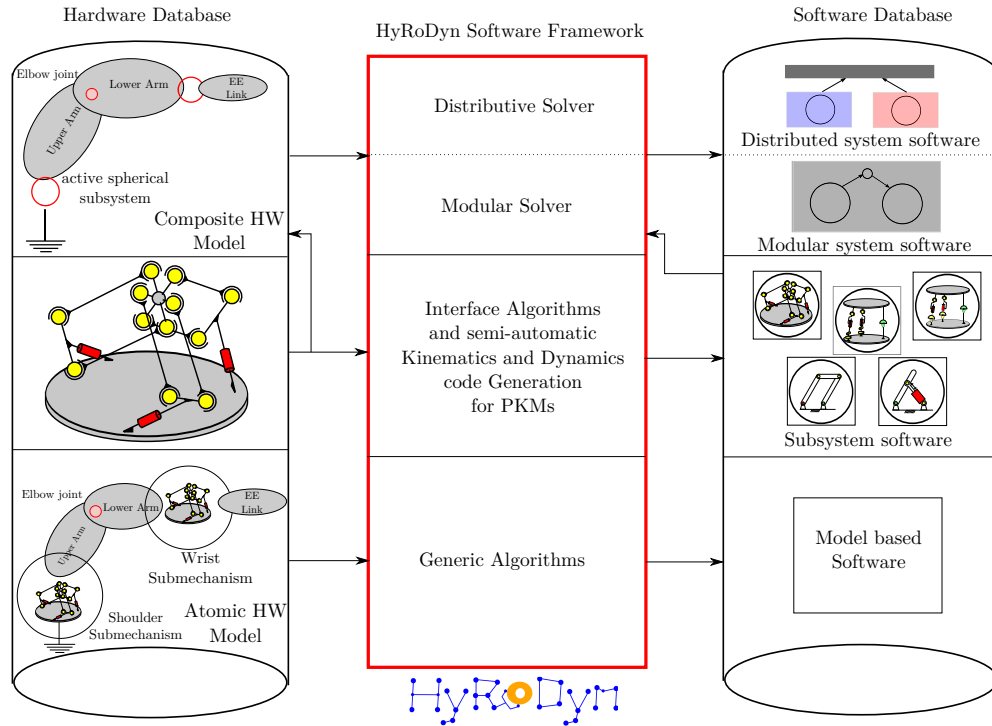 Hardware Database
HyRoDyn Software Framework
Software Database
Elbow joint
Lower Arm
EE
Link
Upper Arm
active spherical
subsystem
Composite HW
Model
Distributive Solver
Modular Solver
Distributed system software
Modular system software
Interface Algorithms
and semi-automatic
Kinematics and Dynamics
code Generation
for PKMs
Subsystem software
Elbow joint
Lower Arm
EE
Link
Upper Arm
Wrist
Submechanism
Shoulder
Submechanism
Atomic HW
Model
Generic Algorithms
Model based
Software
HyRoDyn